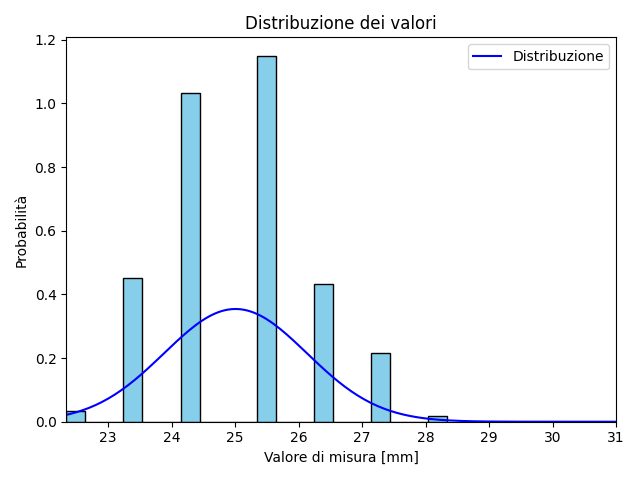 Distribuzione dei valori
1.2
1.0
0.8
0.6
0.4
0.2
0.0
Probabilità
Distribuzione
23 24 25 26 27 28 29 30 31
Valore di misura [mm]